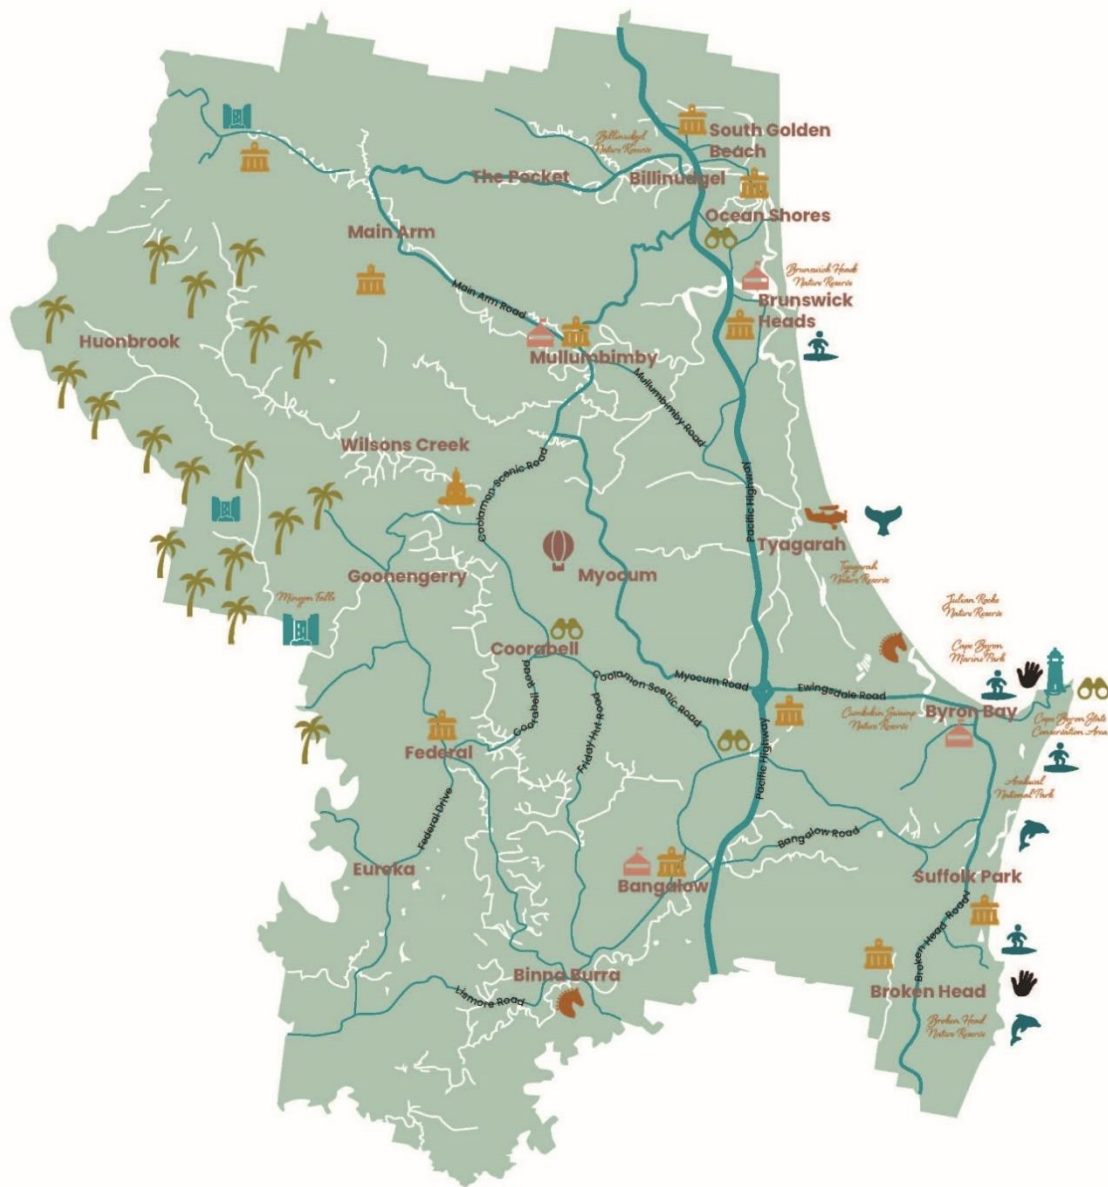 South Golden
Beach
Billinudgel
Nature Reserve
The Pocket
Billinudgel
Ocean Shores
Main Arm
Brunswick Heads
Nature Reserve
Main Arm Road
Brunswick
Heads
Huonbrook
Mullumbimby
Mullumbimby Road
Wilsons Creek
Coolamon Scenic Road
Pacific Highway
Tyagarah
Tyagarah
Nature Reserve
Goonengerry
Myocum
Minyon Falls
Julian Rocks
Nature Reserve
Coorabell
Cape Byron
Marine Park
Myocum Road
Ewingsdale Road
Coolamon Scenic Road
Coorabell Road
Friday Hut Road
Byron Bay
Cumbebin Swamp
Nature Reserve
Cape Byron State
Conservation Area
Federal
Pacific Highway
Arakwal
National Park
Federal Drive
Bangalow Road
Eureka
Bangalow
Suffolk Park
Broken Head Road
Binna Burra
Lismore Road
Broken Head
Broken Head
Nature Reserve